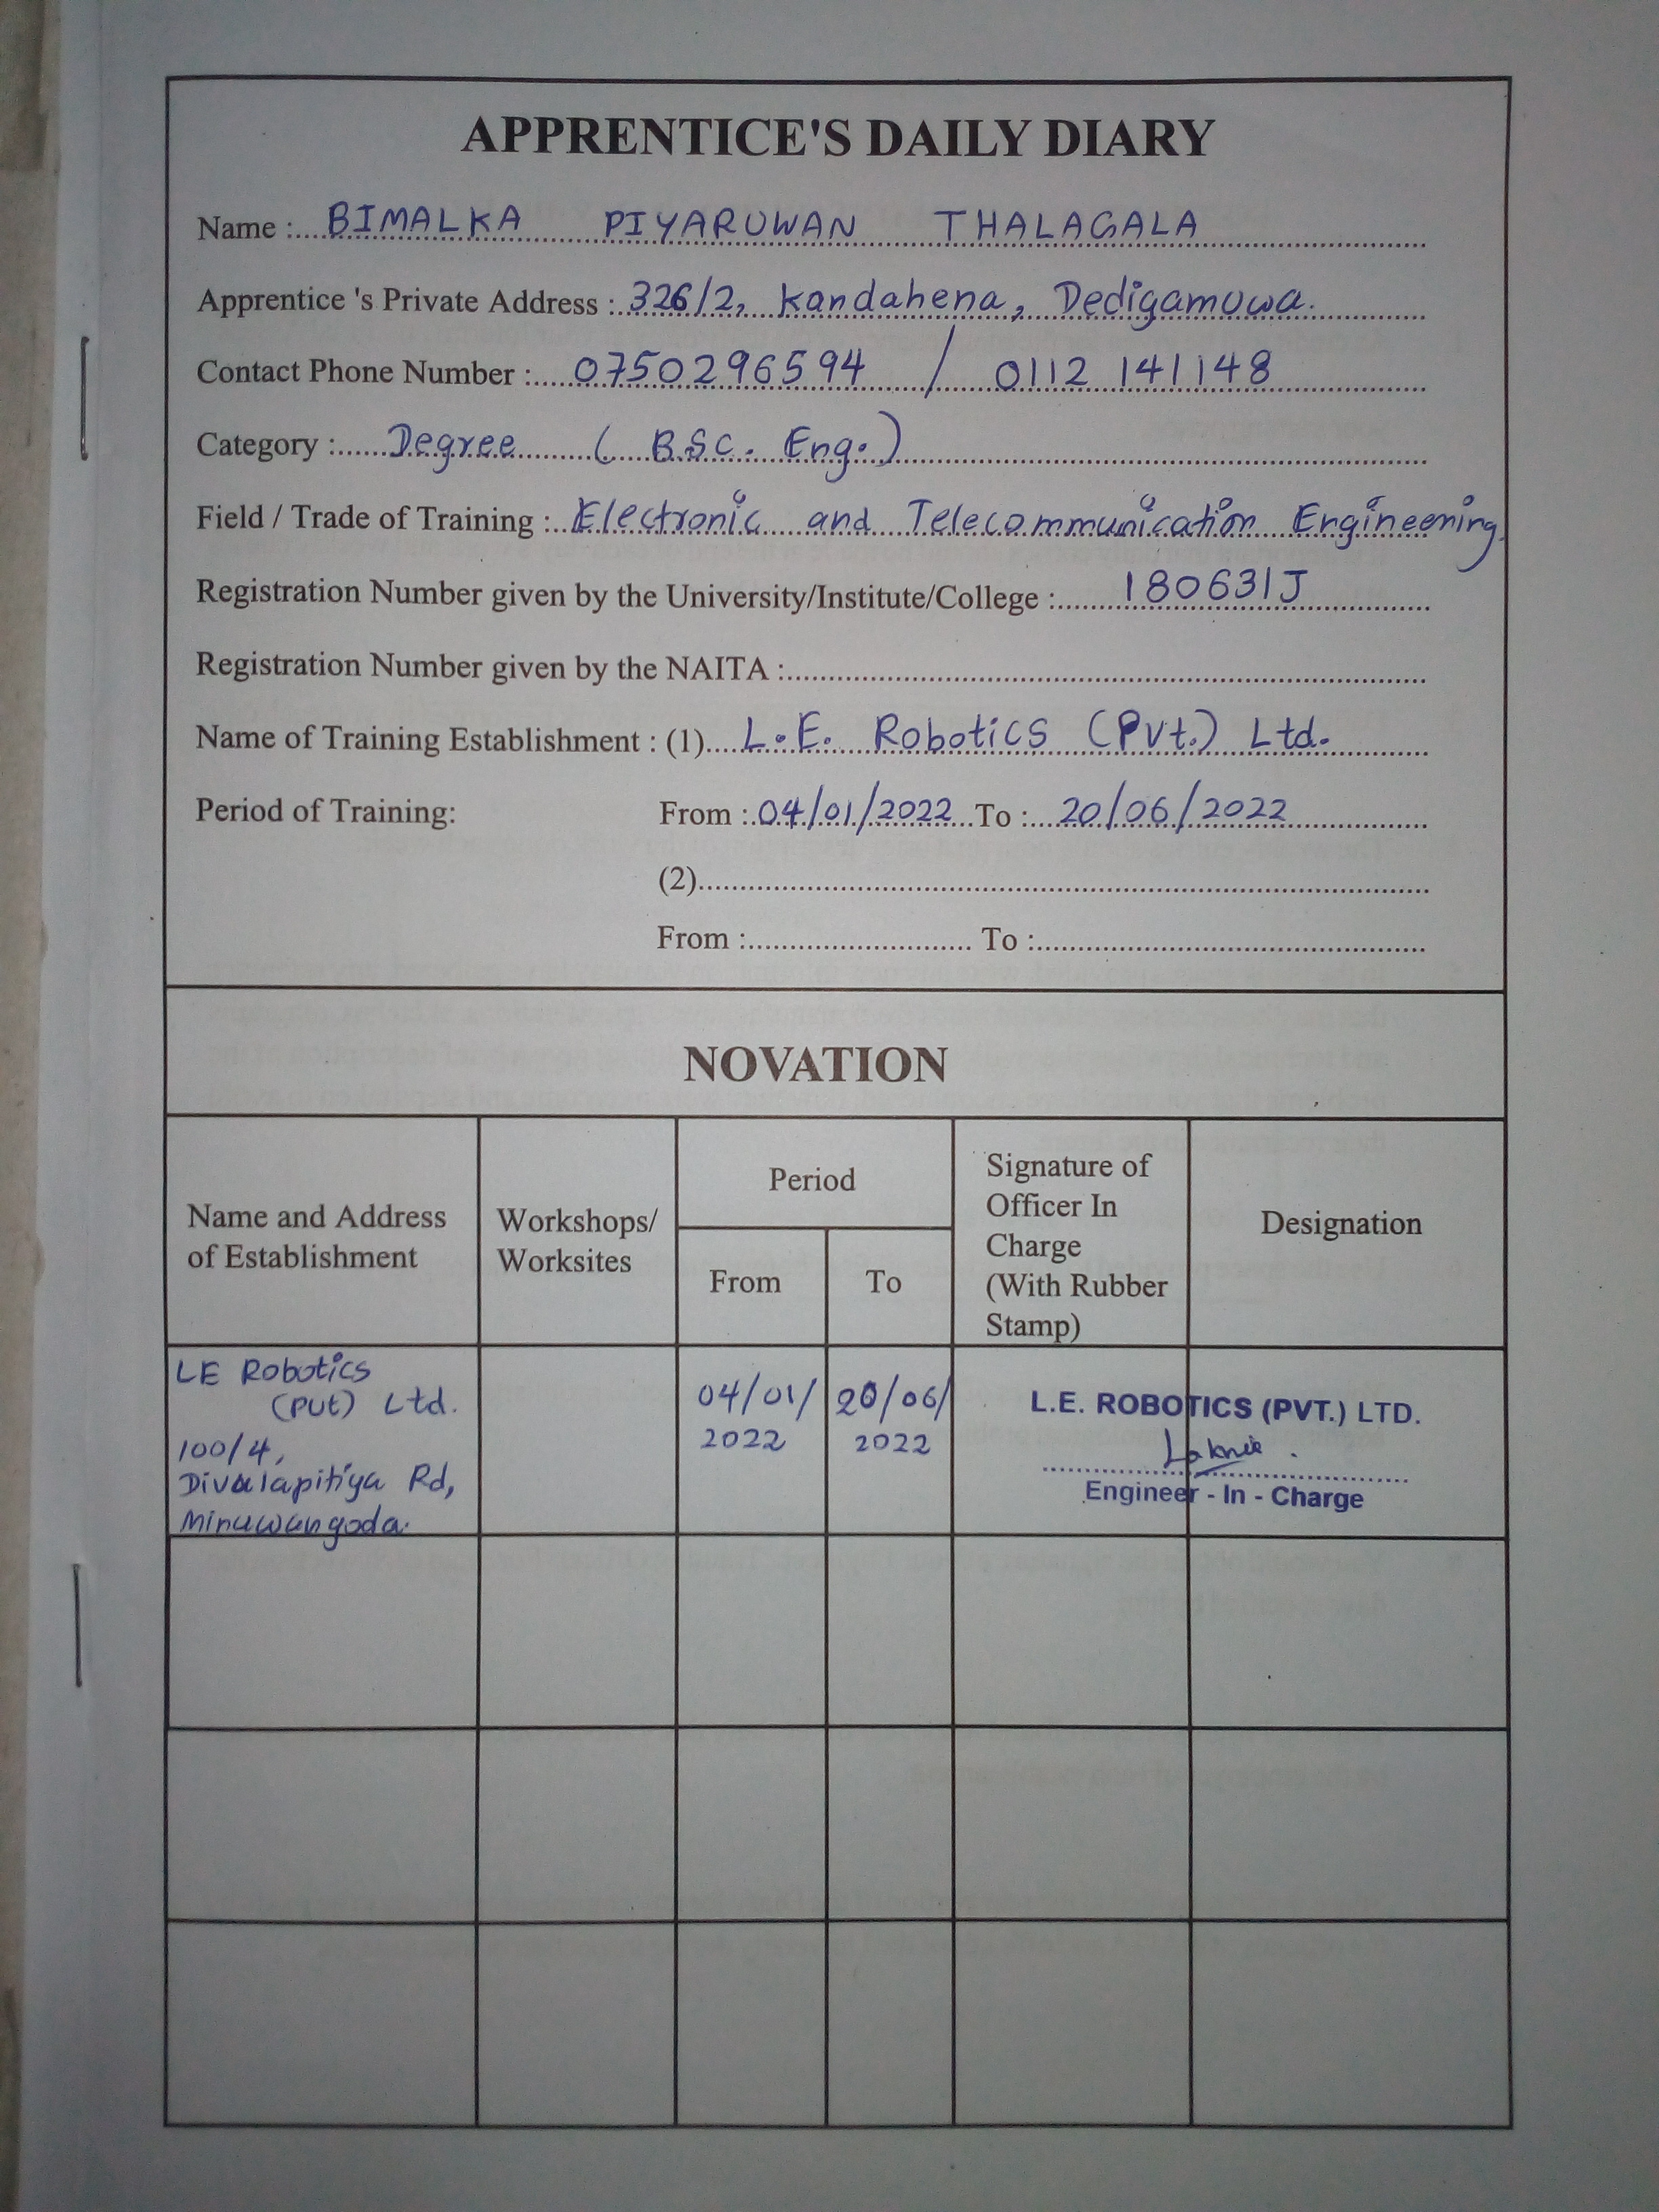 APPRENTICE'S DAILY DIARY
Name :.... BIMALKA PIYARUWAN THALAGALA
Apprentice 's Private Address : 326/2, Kandahena, Dedigamuwa.
Contact Phone Number :.... 0750296594 / 0112 141148
Category :.... Degree ( B.Sc. Eng.)
Field / Trade of Training : Electronic and Telecommunication Engineering
Registration Number given by the University/Institute/College :.... 180631J
Registration Number given by the NAITA :....
Name of Training Establishment : (1).... L.E. Robotics (Pvt.) Ltd.
Period of Training: From : 04/01/2022 To : 20/06/2022
(2)....
From :.... To :....
NOVATION
Name and Address of Establishment
Workshops/ Worksites
Period
From
To
Signature of
Officer In
Charge
(With Rubber
Stamp)
Designation
LE Robotics
(Pvt) Ltd.
100/4,
Divulapitiya Rd,
Minuwangoda.
04/01/
2022
20/06/
2022
L.E. ROBOTICS (PVT.) LTD.
Engineer - In - Charge